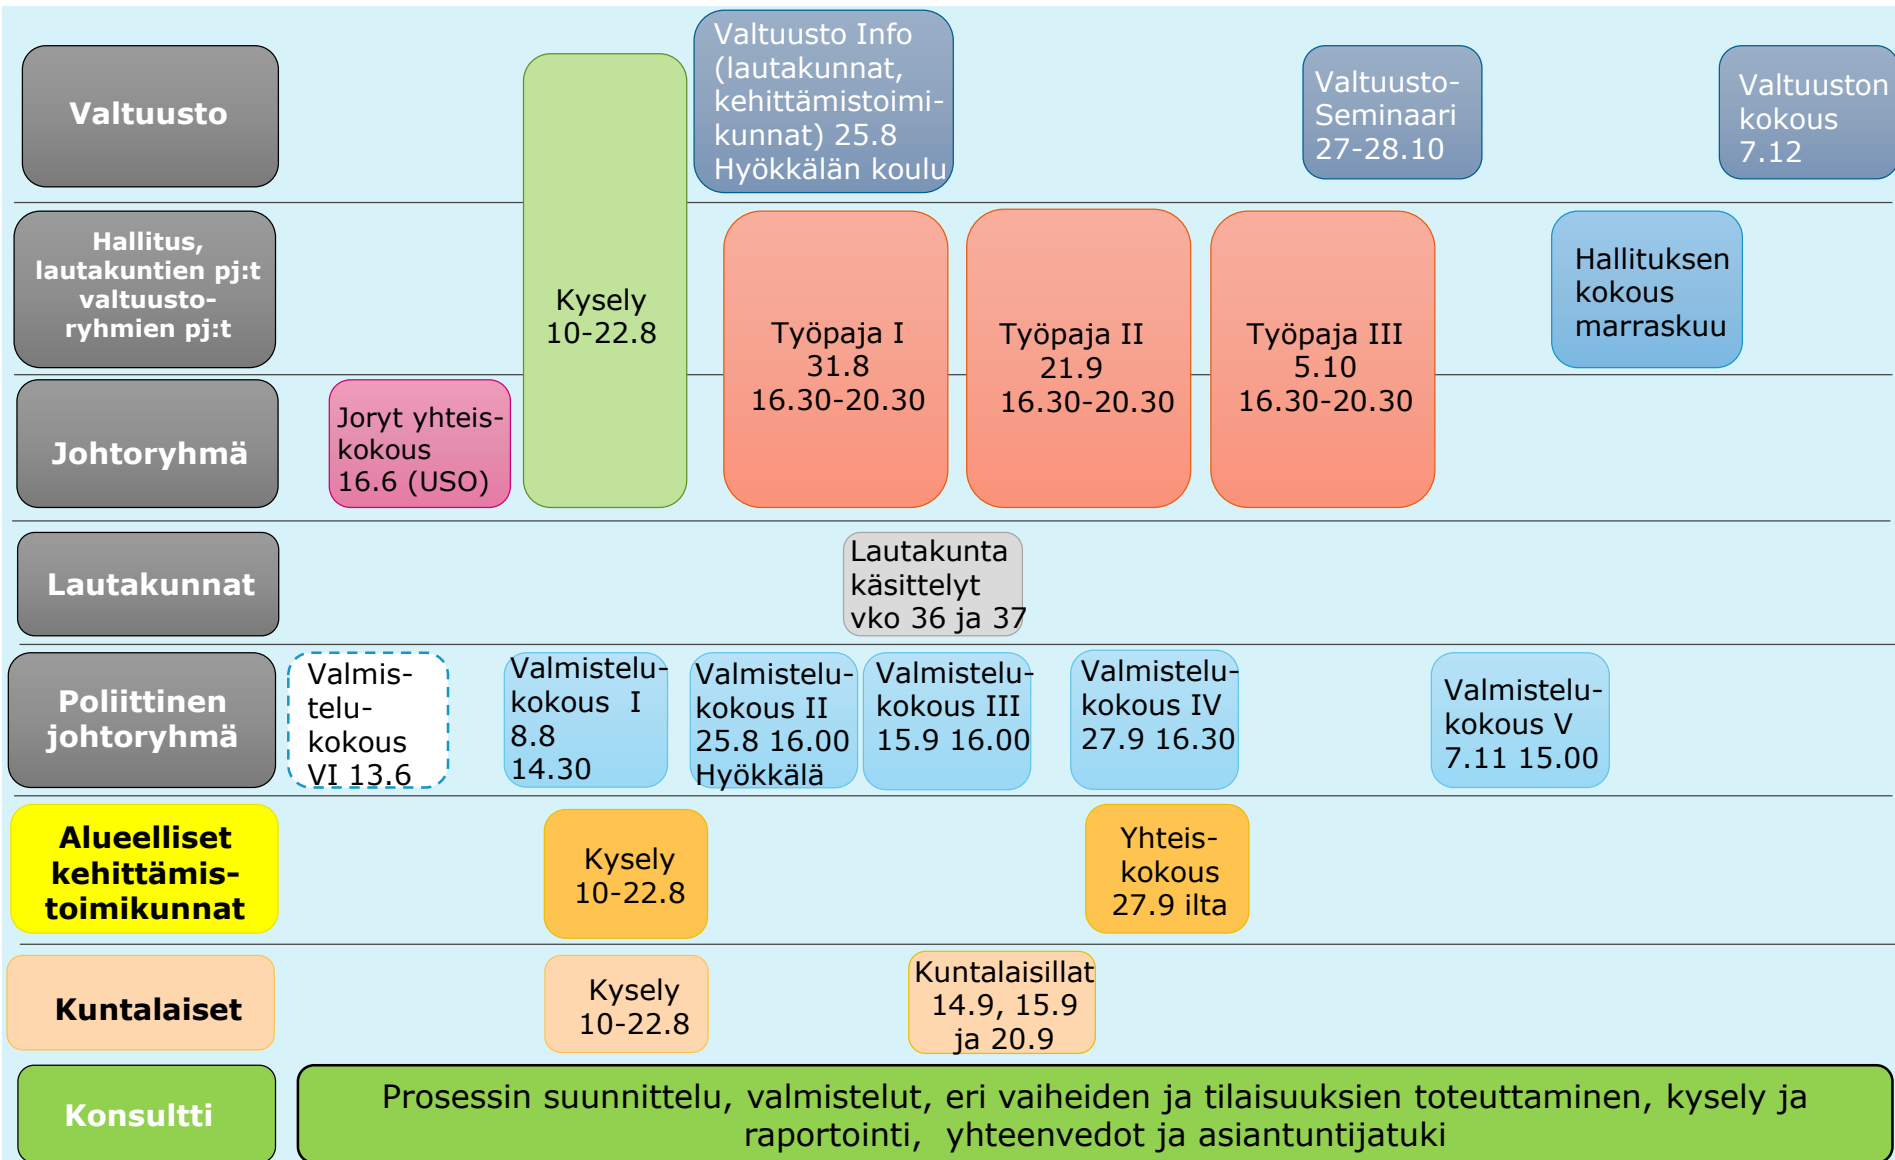 Valtuusto
Valtuusto Info
(lautakunnat,
kehittämistoimi-
kunnat) 25.8
Hyökkälän koulu
Valtuusto-
Seminaari
27-28.10
Valtuuston
kokous
7.12
Hallitus,
lautakuntien pj:t
valtuusto-
ryhmien pj:t
Kysely
10-22.8
Työpaja I
31.8
16.30-20.30
Työpaja II
21.9
16.30-20.30
Työpaja III
5.10
16.30-20.30
Hallituksen
kokous
marraskuu
Johtoryhmä
Joryt yhteis-
kokous
16.6 (USO)
Lautakunnat
Lautakunta
käsittelyt
vko 36 ja 37
Poliittinen
johtoryhmä
Valmis-
telu-
kokous
VI 13.6
Valmistelu-
kokous I
8.8
14.30
Valmistelu-
kokous II
25.8 16.00
Hyökkälä
Valmistelu-
kokous III
15.9 16.00
Valmistelu-
kokous IV
27.9 16.30
Valmistelu-
kokous V
7.11 15.00
Alueelliset
kehittämis-
toimikunnat
Kysely
10-22.8
Yhteis-
kokous
27.9 ilta
Kuntalaiset
Kysely
10-22.8
Kuntalaisillat
14.9, 15.9
ja 20.9
Konsultti
Prosessin suunnittelu, valmistelut, eri vaiheiden ja tilaisuuksien toteuttaminen, kysely ja
raportointi, yhteenvedot ja asiantuntijatuki